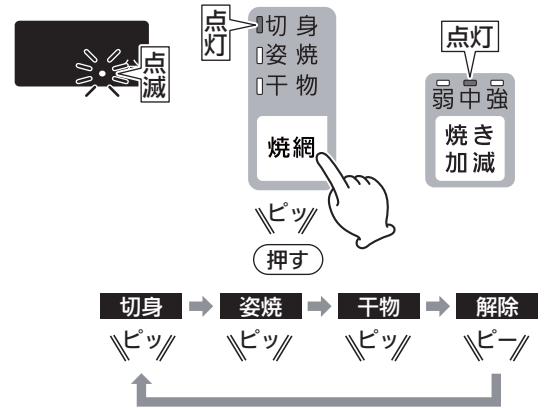 点滅
点灯
切身
姿焼
干物
焼網
ピッ
押す
点灯
弱 中 強
焼き
加減
切身 姿焼 干物 解除
ピッ ピッ ピッ ピー